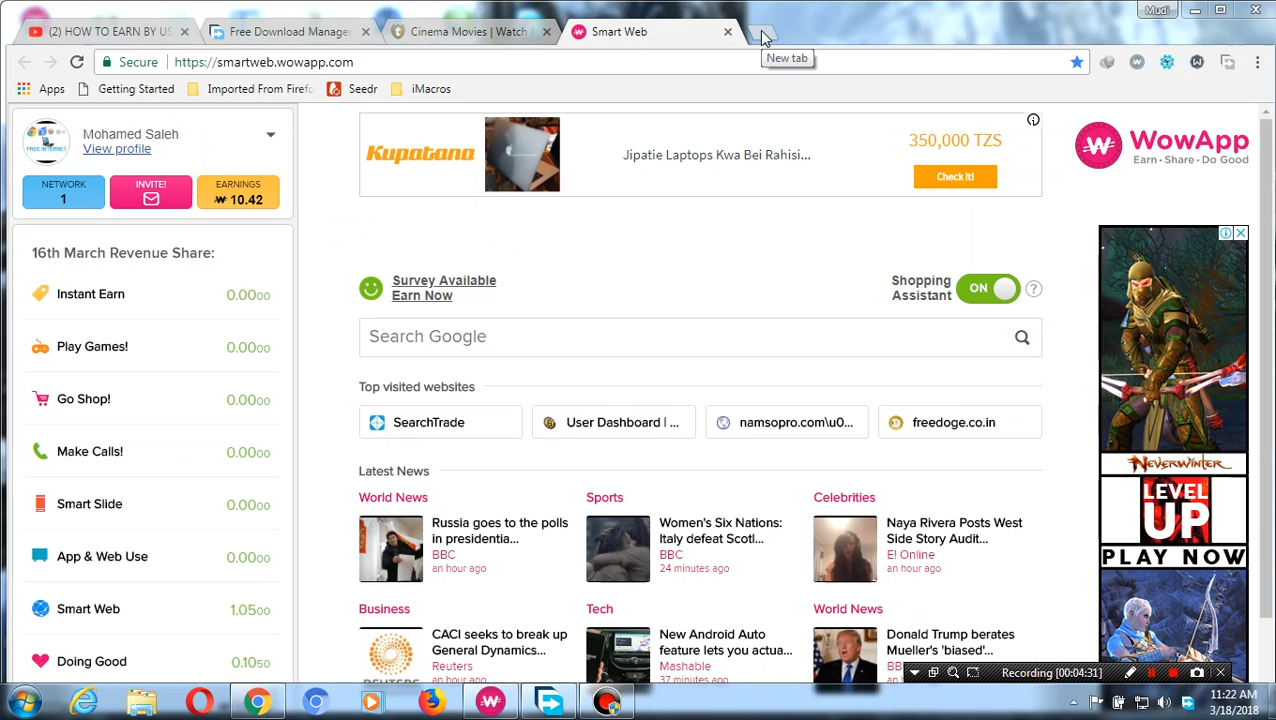 Mudi
(2) HOW TO EARN BY US
Free Download Manage
Cinema Movies | Watch
Smart Web
New tab
Secure
https://smartweb.wowapp.com
Apps
Getting Started
Imported From Firefo
Seedr
iMacros
Mohamed Saleh
View profile
NETWORK
1
INVITE!
EARNINGS
10.42
Kupatana
Jipatie Laptops Kwa Bei Rahisi...
350,000 TZS
Check It!
WowApp
Earn • Share • Do Good
16th March Revenue Share:
Instant Earn 0.0000
Play Games! 0.0000
Go Shop! 0.0000
Make Calls! 0.0000
Smart Slide 0.0000
App & Web Use 0.0000
Smart Web 1.0500
Doing Good 0.1050
Survey Available
Earn Now
Shopping
Assistant
ON
?
Search Google
Top visited websites
SearchTrade
User Dashboard | ...
namsopro.com\u0...
freedoge.co.in
Latest News
World News
Russia goes to the polls
in presidentia...
BBC
an hour ago
Sports
Women's Six Nations:
Italy defeat Scotl...
BBC
24 minutes ago
Celebrities
Naya Rivera Posts West
Side Story Audit...
E! Online
an hour ago
Business
CACI seeks to break up
General Dynamics...
Reuters
an hour ago
REUTERS
Tech
New Android Auto
feature lets you actua...
Mashable
37 minutes ago
World News
Donald Trump berates
Mueller's 'biased'...
NEVERWINTER
LEVEL
UP
PLAY NOW
Recording [00:04:31]
11:22 AM
3/18/2018